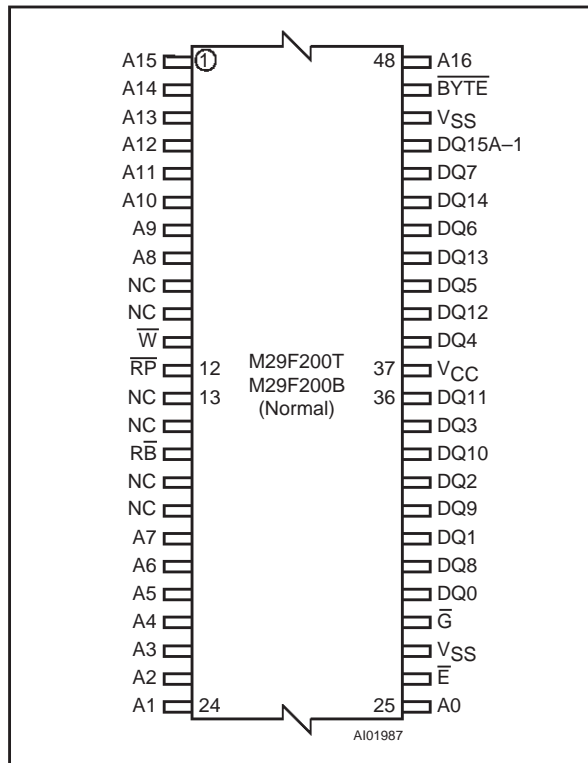 A15 1 48 A16
A14 B̅Y̅T̅E̅
A13 VSS
A12 DQ15A–1
A11 DQ7
A10 DQ14
A9 DQ6
A8 DQ13
NC DQ5
NC DQ12
W̅ DQ4
R̅P̅ 12 M29F200T 37 VCC
NC 13 M29F200B 36 DQ11
(Normal)
NC DQ3
RB̅ DQ10
NC DQ2
NC DQ9
A7 DQ1
A6 DQ8
A5 DQ0
A4 G̅
A3 VSS
A2 E̅
A1 24 25 A0
AI01987